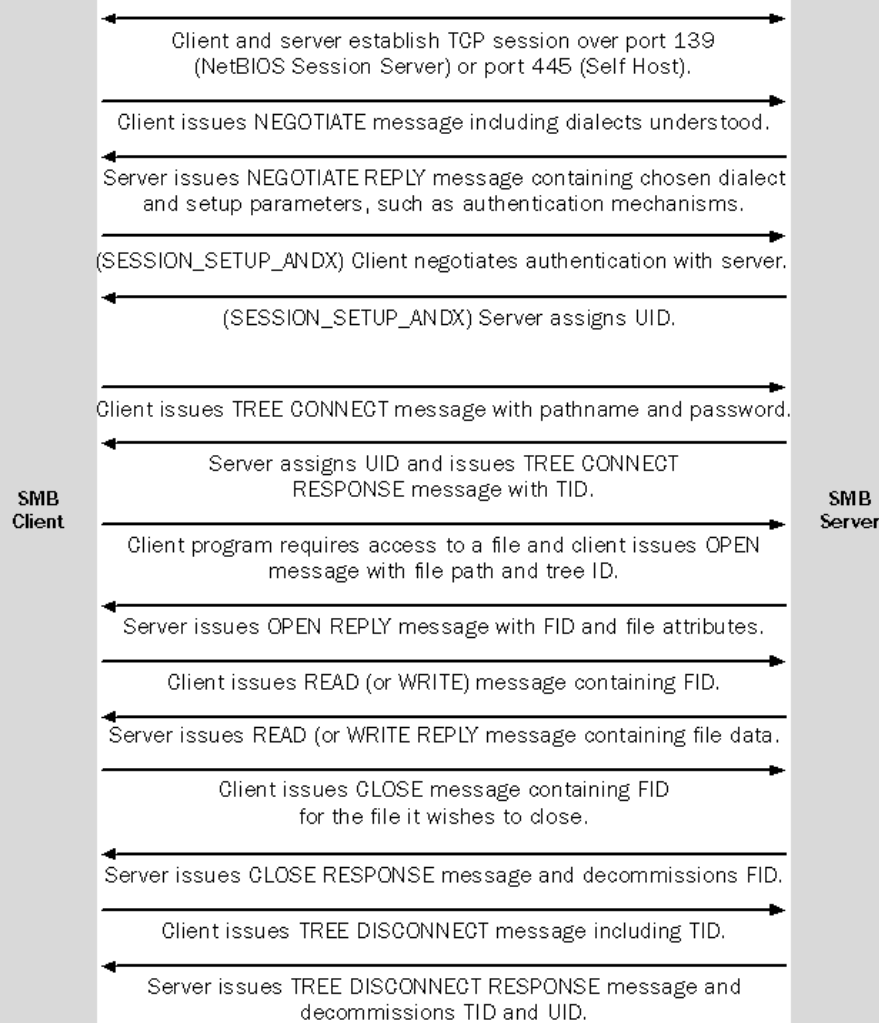 Client and server establish TCP session over port 139
(NetBIOS Session Server) or port 445 (Self Host).
Client issues NEGOTIATE message including dialects understood.
Server issues NEGOTIATE REPLY message containing chosen dialect
and setup parameters, such as authentication mechanisms.
(SESSION_SETUP_ANDX) Client negotiates authentication with server.
(SESSION_SETUP_ANDX) Server assigns UID.
Client issues TREE CONNECT message with pathname and password.
Server assigns UID and issues TREE CONNECT
RESPONSE message with TID.
SMB
Client
SMB
Server
Client program requires access to a file and client issues OPEN
message with file path and tree ID.
Server issues OPEN REPLY message with FID and file attributes.
Client issues READ (or WRITE) message containing FID.
Server issues READ (or WRITE REPLY message containing file data.
Client issues CLOSE message containing FID
for the file it wishes to close.
Server issues CLOSE RESPONSE message and decommissions FID.
Client issues TREE DISCONNECT message including TID.
Server issues TREE DISCONNECT RESPONSE message and
decommissions TID and UID.